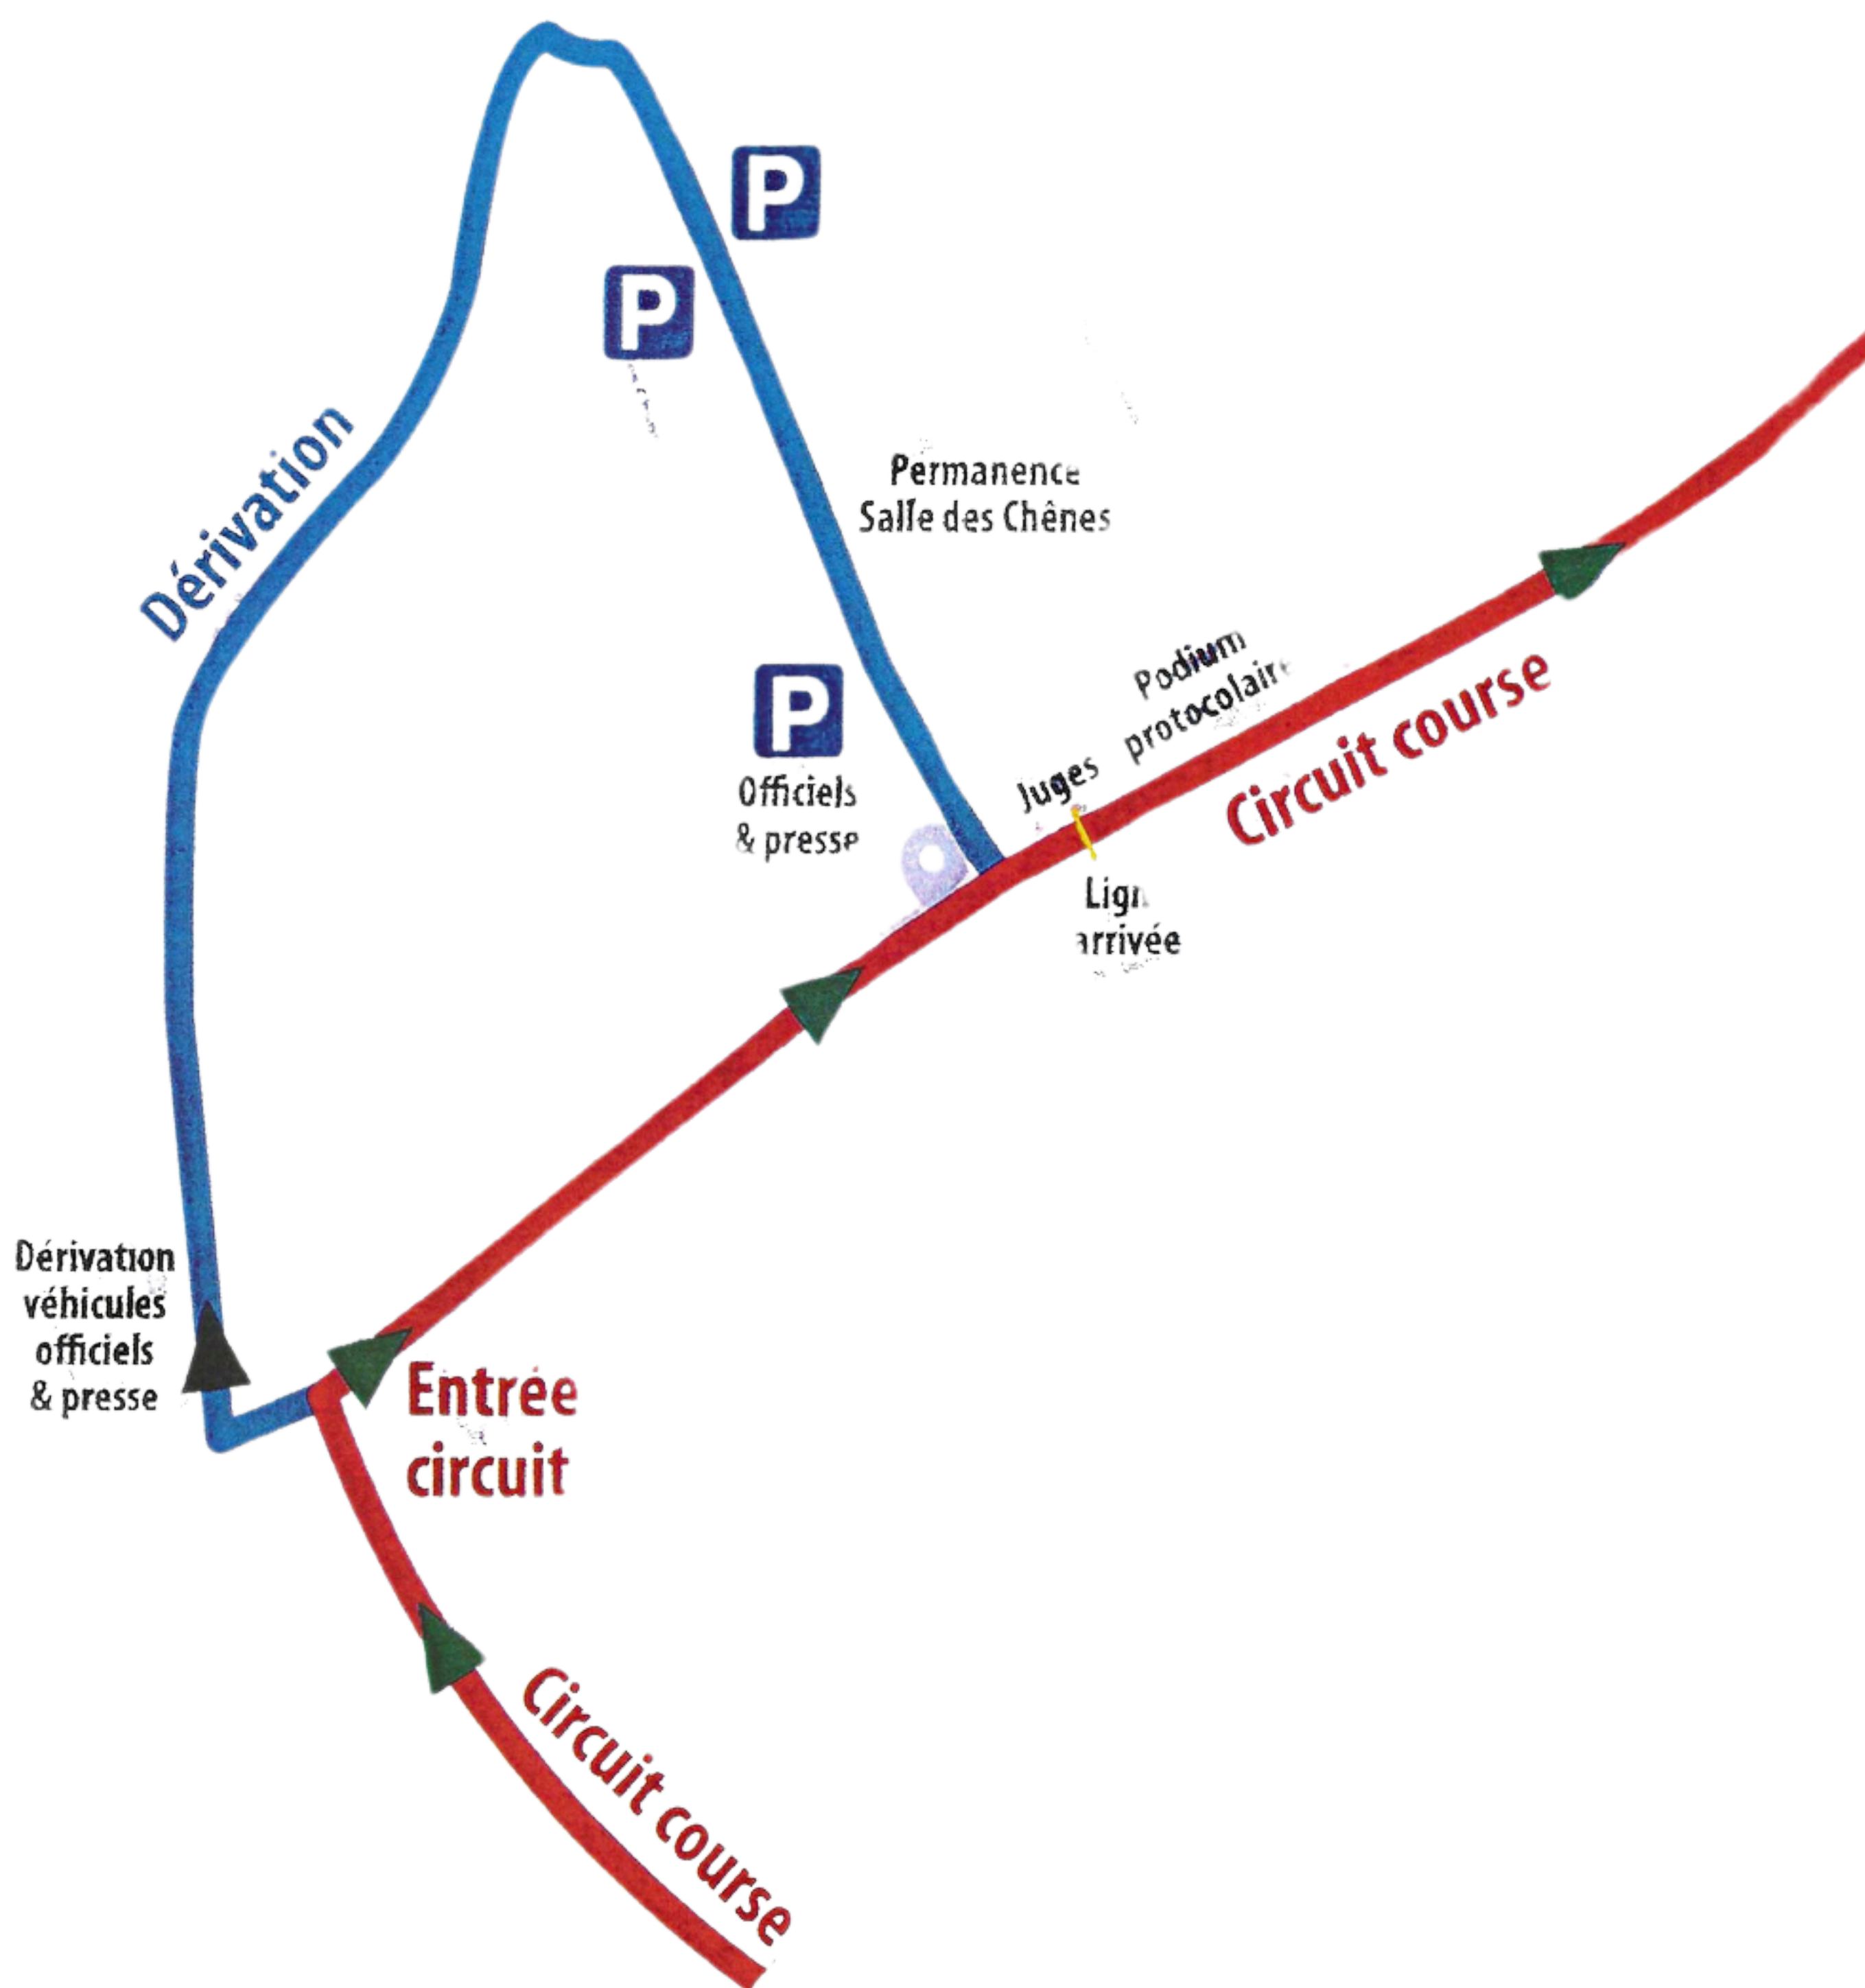 P
P
Dérivation
Permanence
Salle des Chênes
Podium
protocolaire
Circuit course
P
Officiels
& presse
Juges
Lign
arrivée
Dérivation
véhicules
officiels
& presse
Entrée
circuit
Circuit course